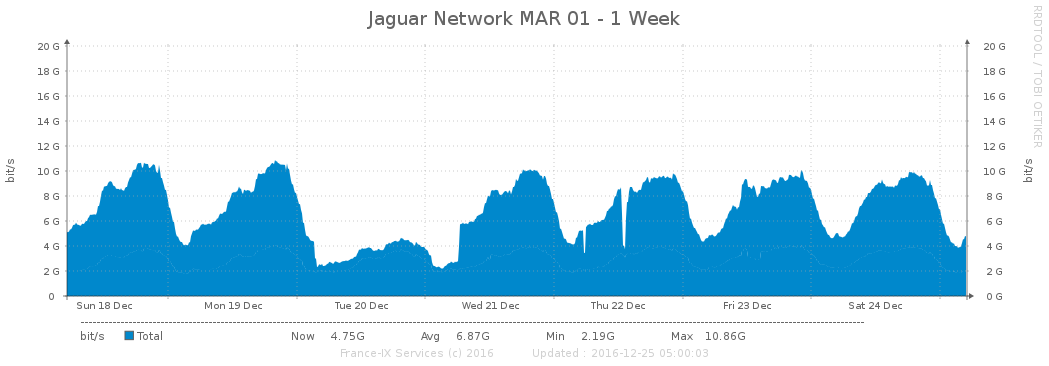 Jaguar Network MAR 01 - 1 Week
RRDTOOL / TOBI OETIKER
bit/s
20 G 20 G
18 G 18 G
16 G 16 G
14 G 14 G
12 G 12 G
10 G 10 G
8 G 8 G
6 G 6 G
4 G 4 G
2 G 2 G
0 0 G
bit/s
Sun 18 Dec Mon 19 Dec Tue 20 Dec Wed 21 Dec Thu 22 Dec Fri 23 Dec Sat 24 Dec
bit/s Total Now 4.75G Avg 6.87G Min 2.19G Max 10.86G
France-IX Services (c) 2016 Updated : 2016-12-25 05:00:03